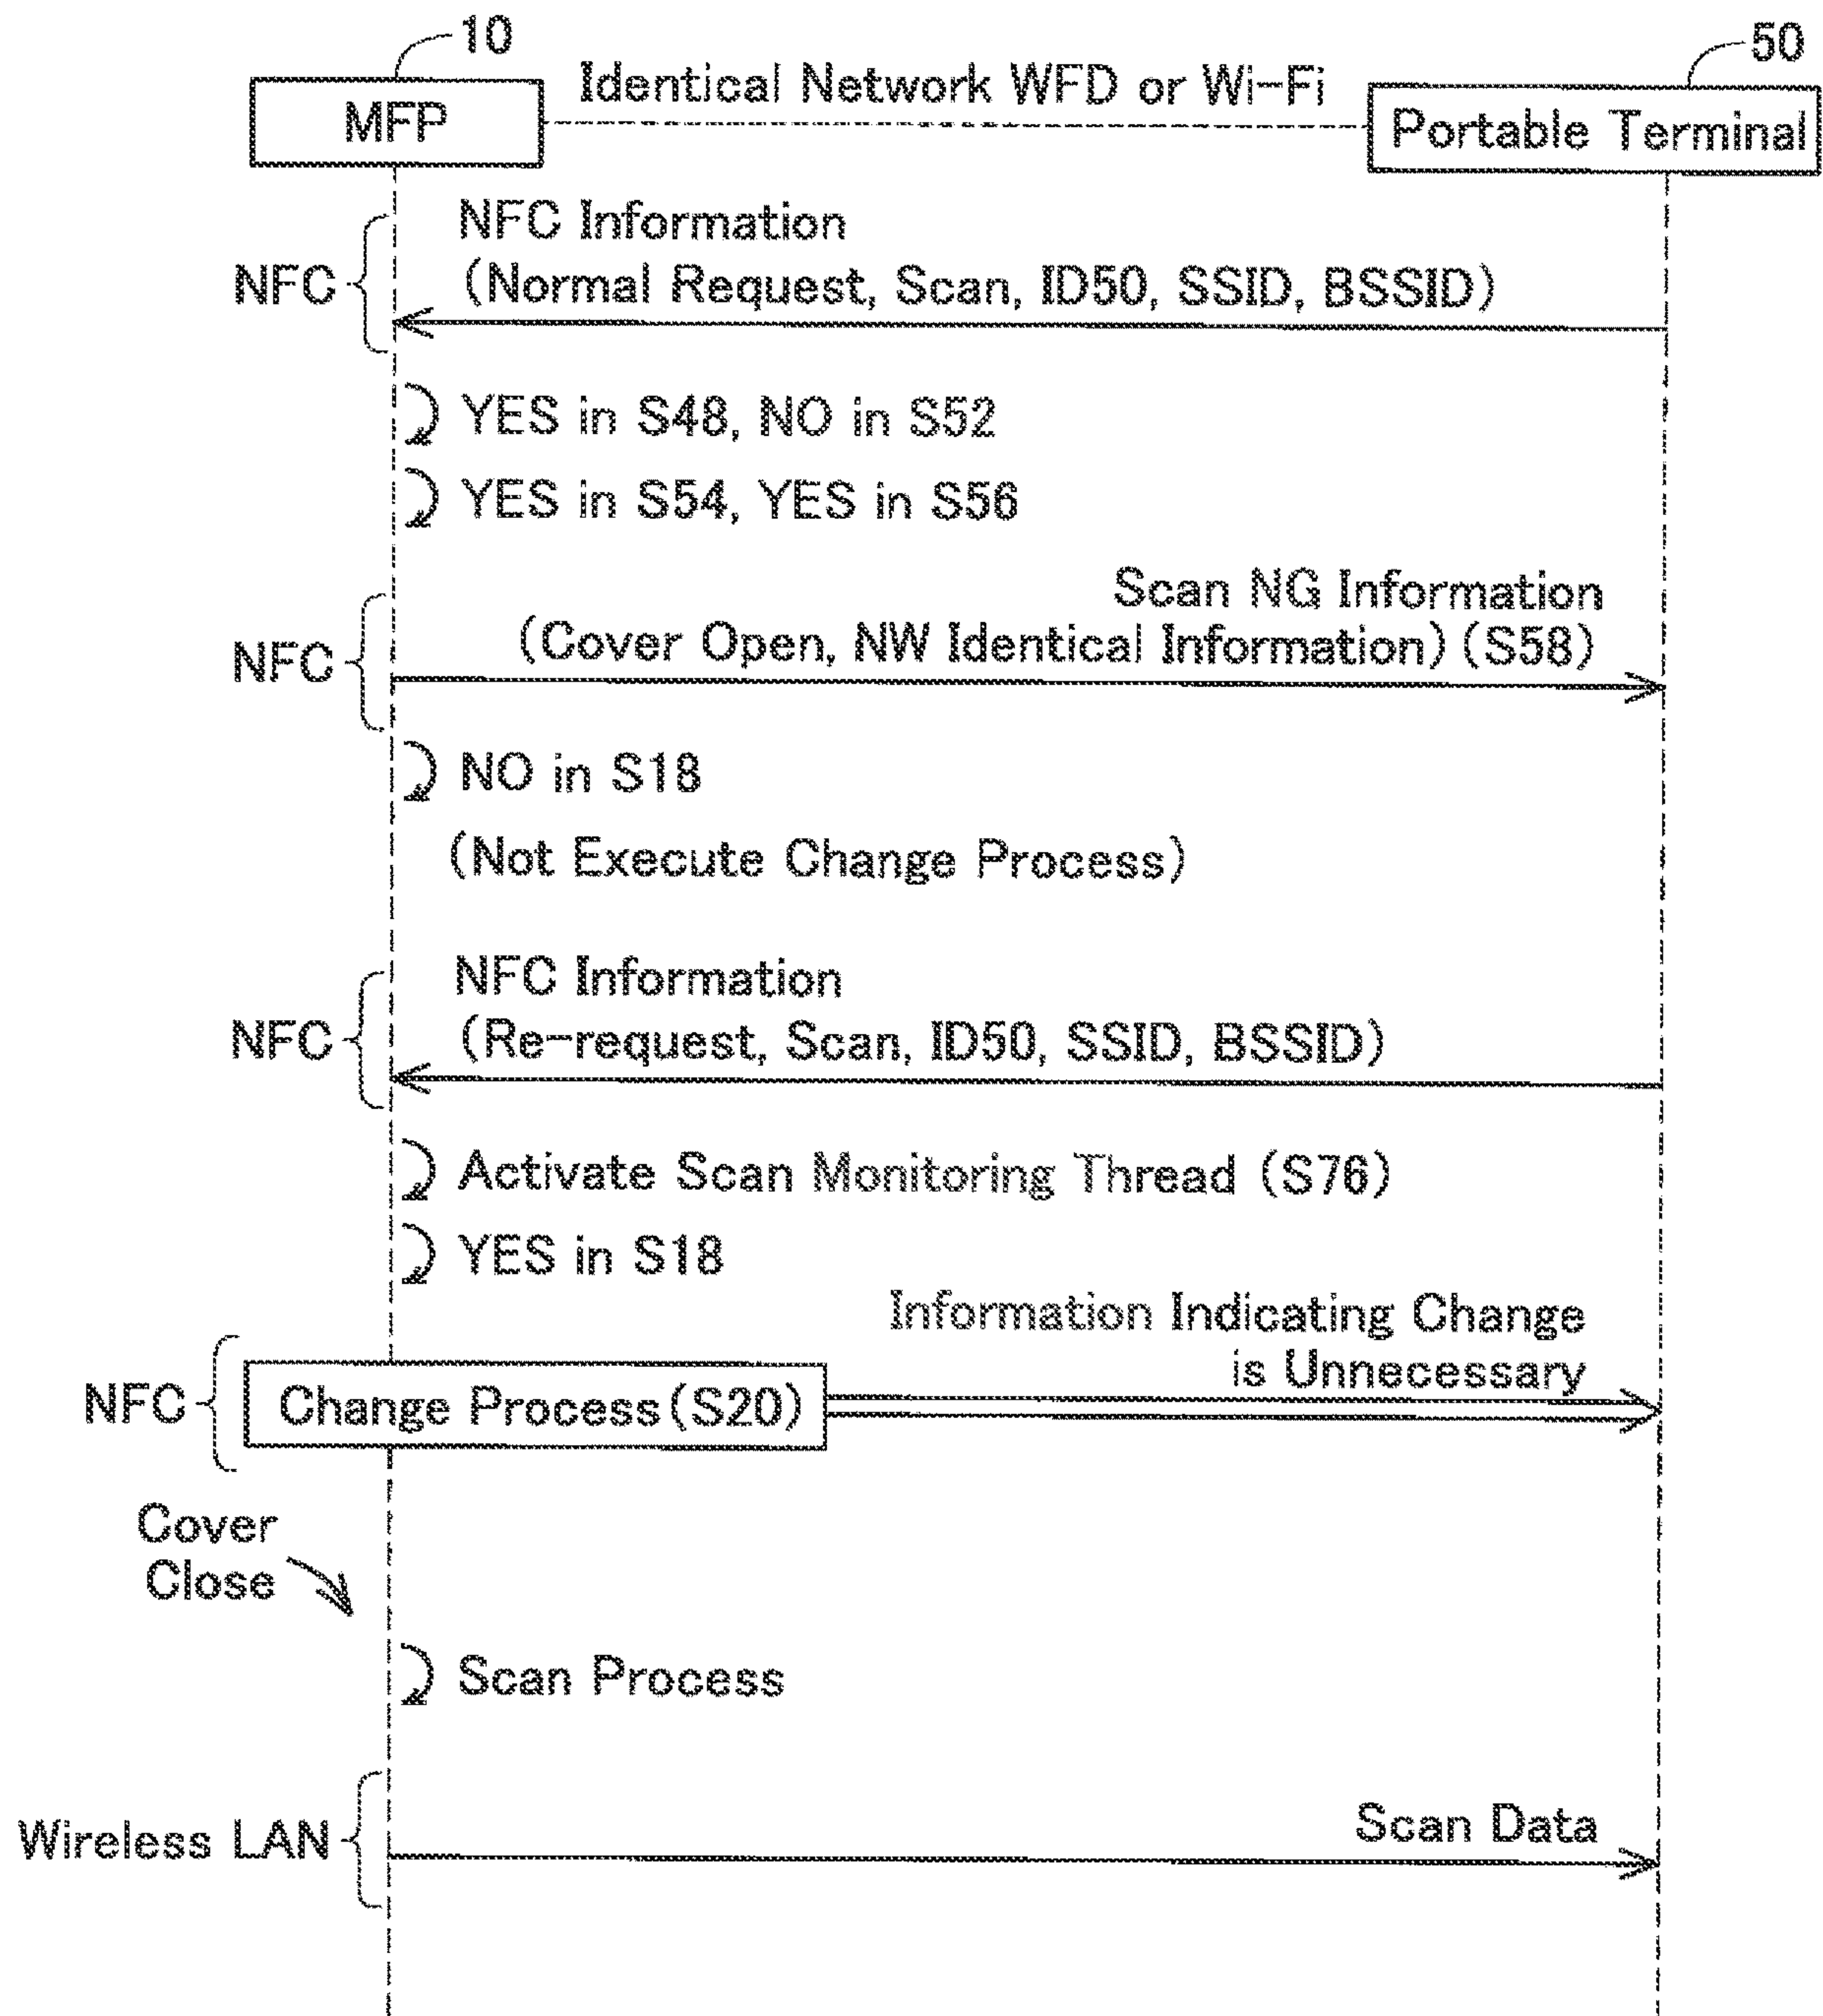 10
50
MFP
Identical Network WFD or Wi-Fi
Portable Terminal
NFC Information
NFC
(Normal Request, Scan, ID50, SSID, BSSID)
YES in S48, NO in S52
YES in S54, YES in S56
Scan NG Information
NFC
(Cover Open, NW Identical Information) (S58)
NO in S18
(Not Execute Change Process)
NFC Information
NFC
(Re-request, Scan, ID50, SSID, BSSID)
Activate Scan Monitoring Thread (S76)
YES in S18
Information Indicating Change
is Unnecessary
NFC
Change Process(S20)
Cover
Close
Scan Process
Wireless LAN
Scan Data